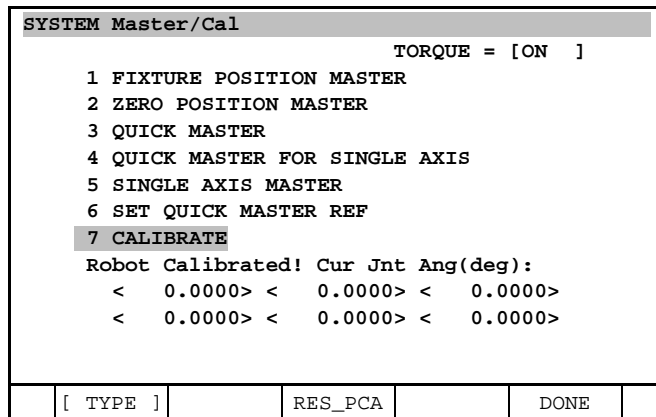 SYSTEM Master/Cal
TORQUE = [ON  ]
1 FIXTURE POSITION MASTER
2 ZERO POSITION MASTER
3 QUICK MASTER
4 QUICK MASTER FOR SINGLE AXIS
5 SINGLE AXIS MASTER
6 SET QUICK MASTER REF
7 CALIBRATE
Robot Calibrated! Cur Jnt Ang(deg):
<   0.0000> <   0.0000> <   0.0000>
<   0.0000> <   0.0000> <   0.0000>
[ TYPE ] RES_PCA DONE